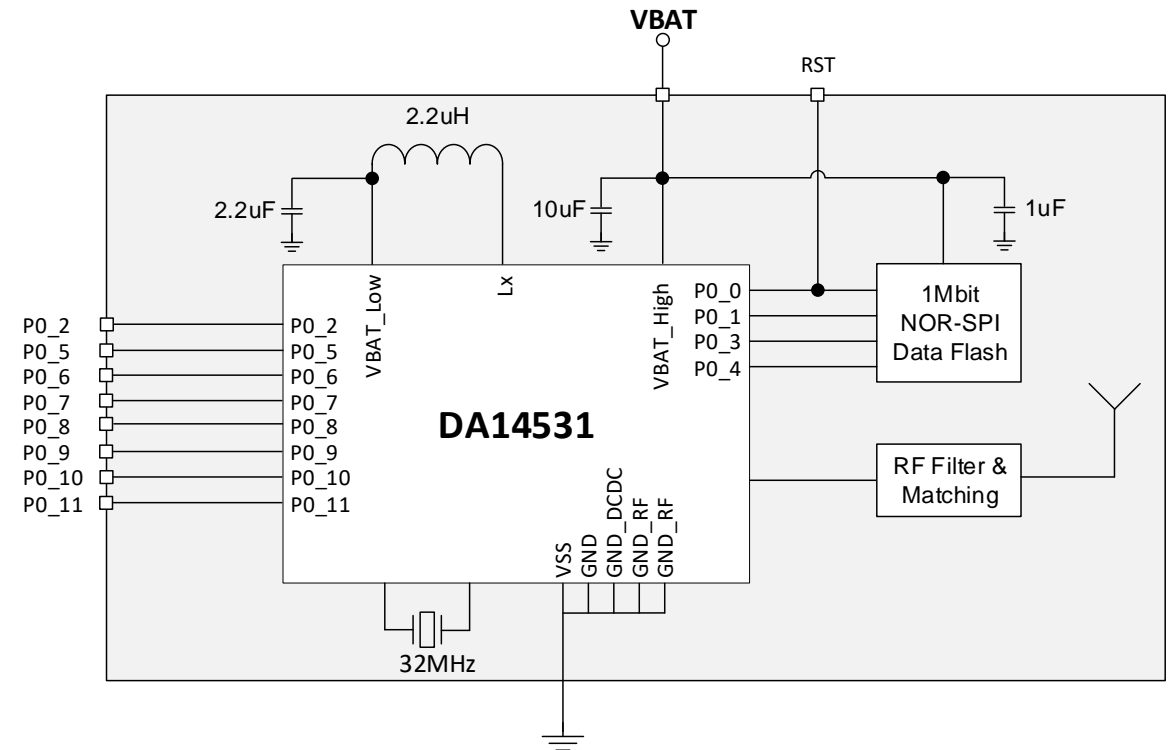 VBAT
RST
2.2uH
2.2uF
10uF
1uF
VBAT_Low
Lx
VBAT_High
P0_0
P0_1
P0_3
P0_4
1Mbit
NOR-SPI
Data Flash
P0_2
P0_5
P0_6
P0_7
P0_8
P0_9
P0_10
P0_11
P0_2
P0_5
P0_6
P0_7
P0_8
P0_9
P0_10
P0_11
DA14531
RF Filter &
Matching
VSS
GND
GND_DCDC
GND_RF
GND_RF
32MHz